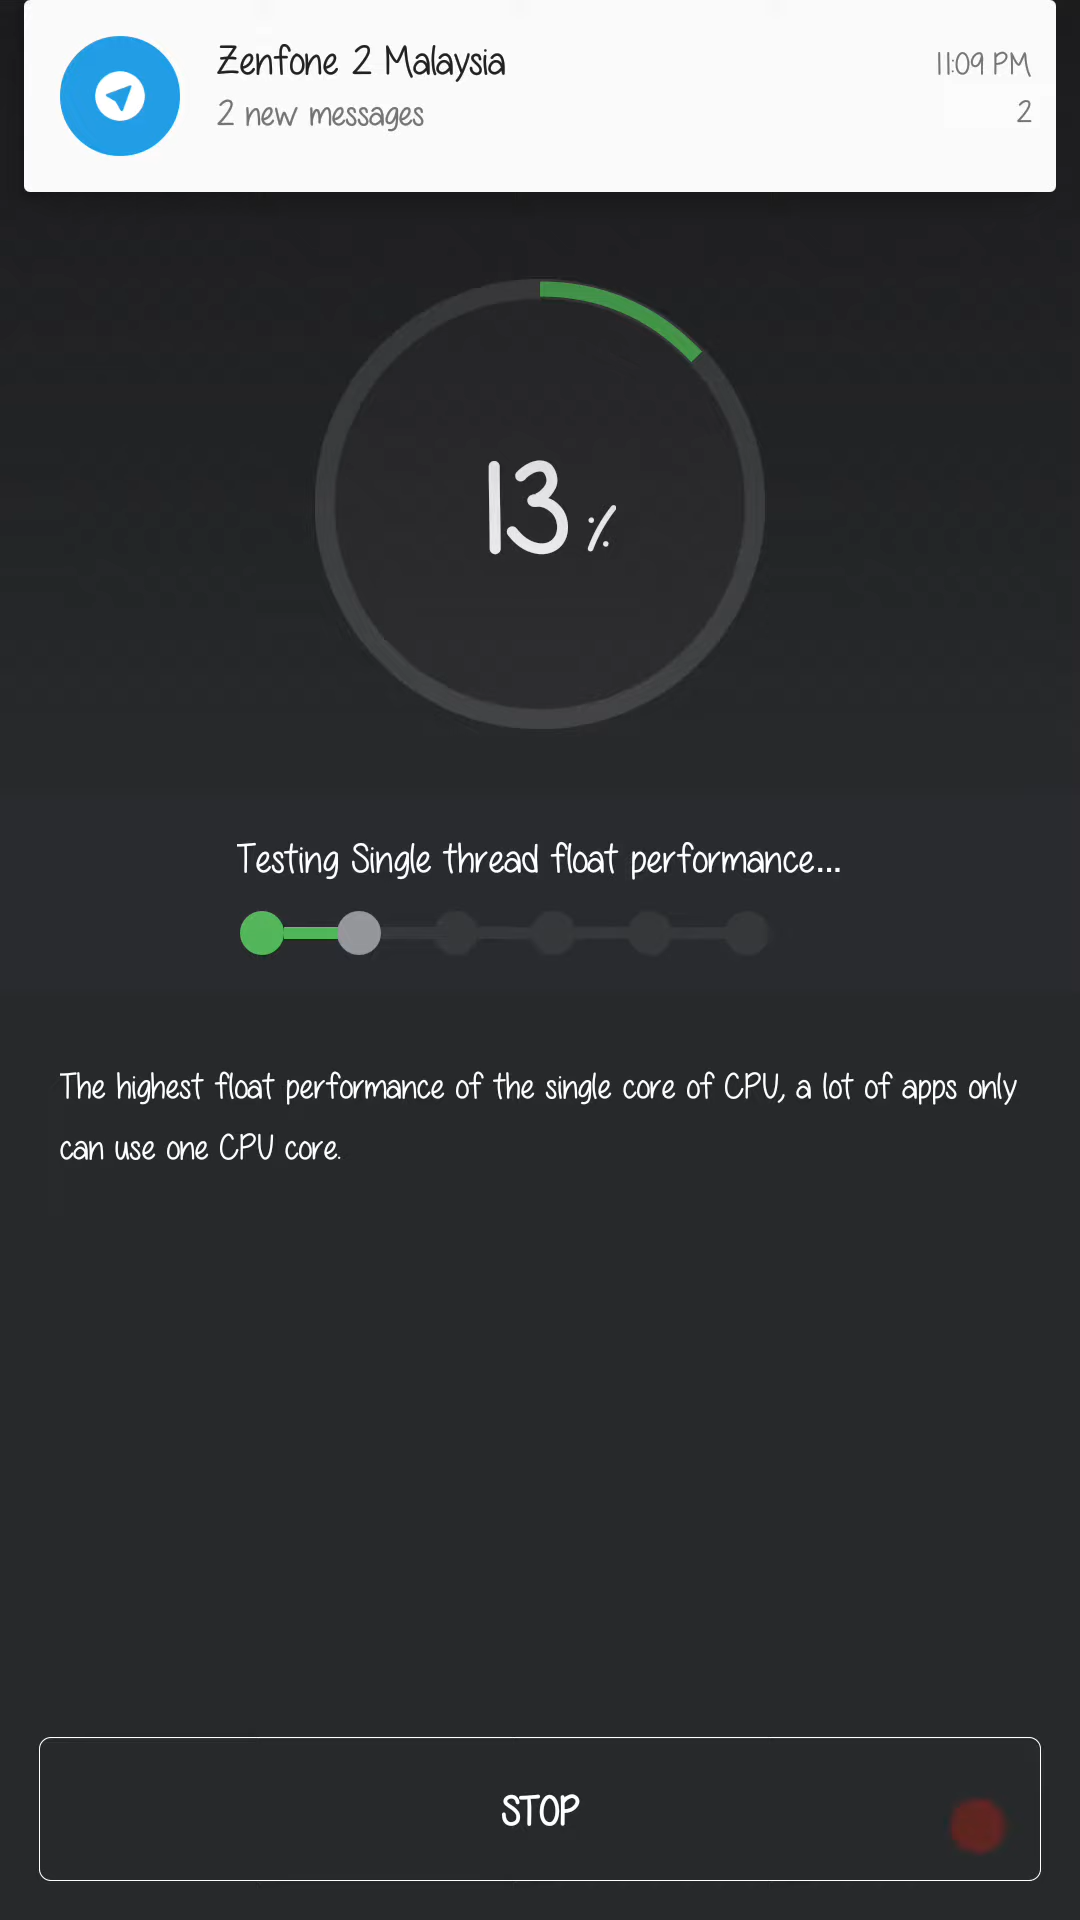 Zenfone 2 Malaysia
11:09 PM
2 new messages
2
13 %
Testing Single thread float performance...
The highest float performance of the single core of CPU, a lot of apps only
can use one CPU core.
STOP